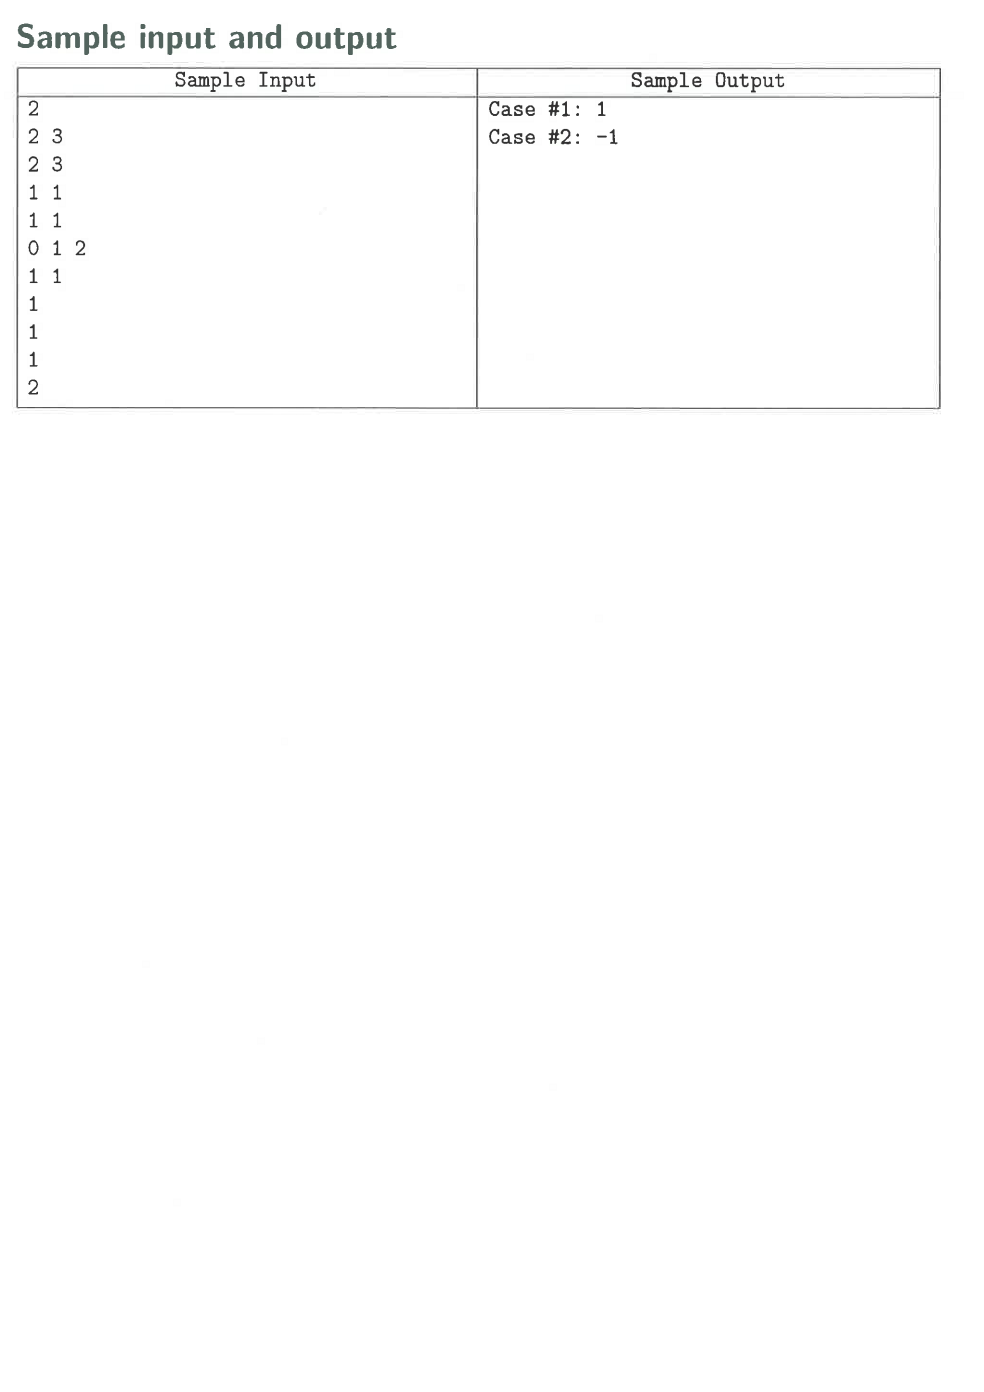 Sample input and output
Sample Input Sample Output
2 Case #1: 1
2 3 Case #2: -1
2 3
1 1
1 1
0 1 2
1 1
1
1
1
2